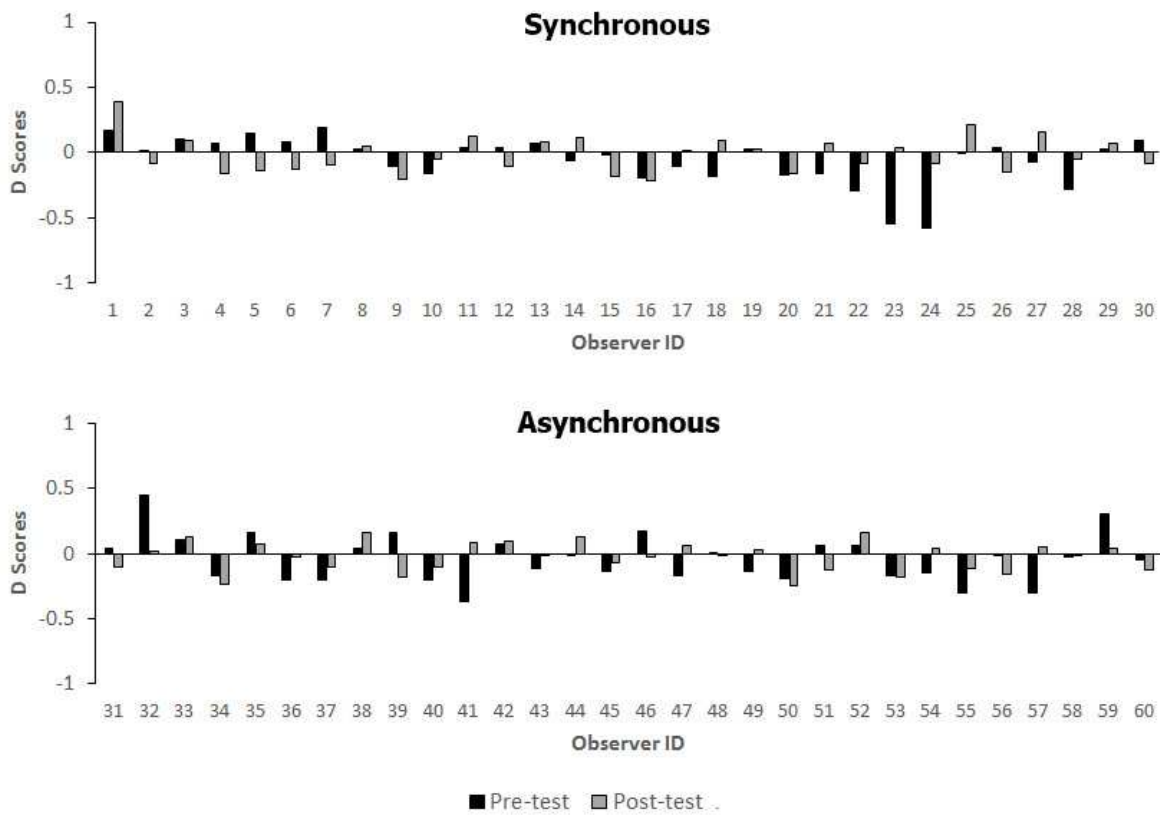 Synchronous
1
0.5
0
-0.5
-1
D Scores
1 2 3 4 5 6 7 8 9 10 11 12 13 14 15 16 17 18 19 20 21 22 23 24 25 26 27 28 29 30
Observer ID
Asynchronous
1
0.5
0
-0.5
-1
D Scores
31 32 33 34 35 36 37 38 39 40 41 42 43 44 45 46 47 48 49 50 51 52 53 54 55 56 57 58 59 60
Observer ID
Pre-test Post-test .